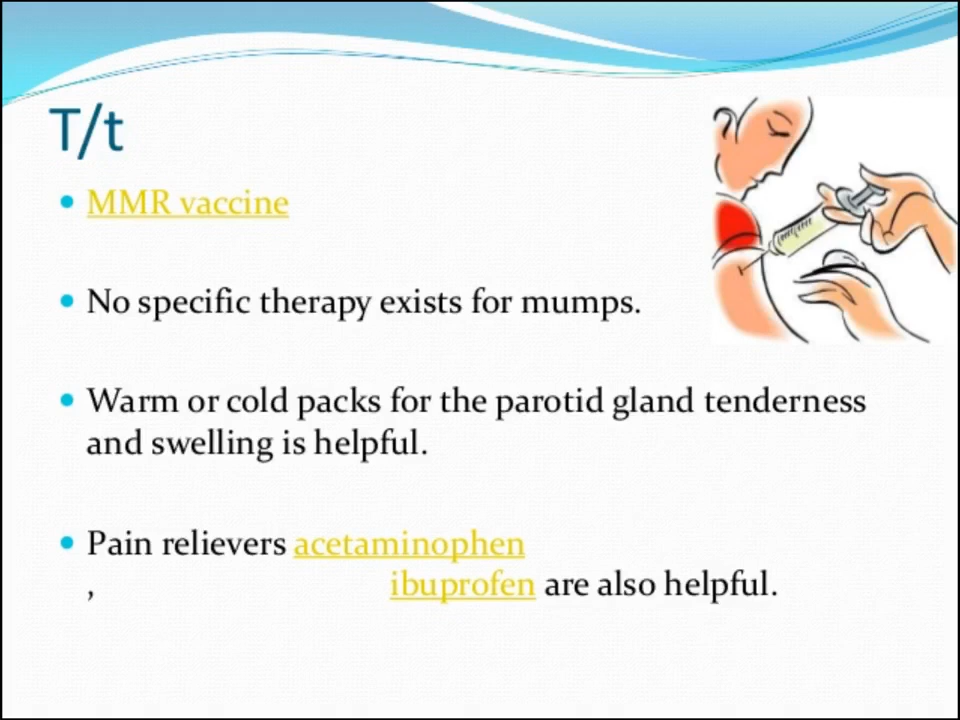 T/t
• MMR vaccine
• No specific therapy exists for mumps.
• Warm or cold packs for the parotid gland tenderness
and swelling is helpful.
• Pain relievers acetaminophen
, ibuprofen are also helpful.